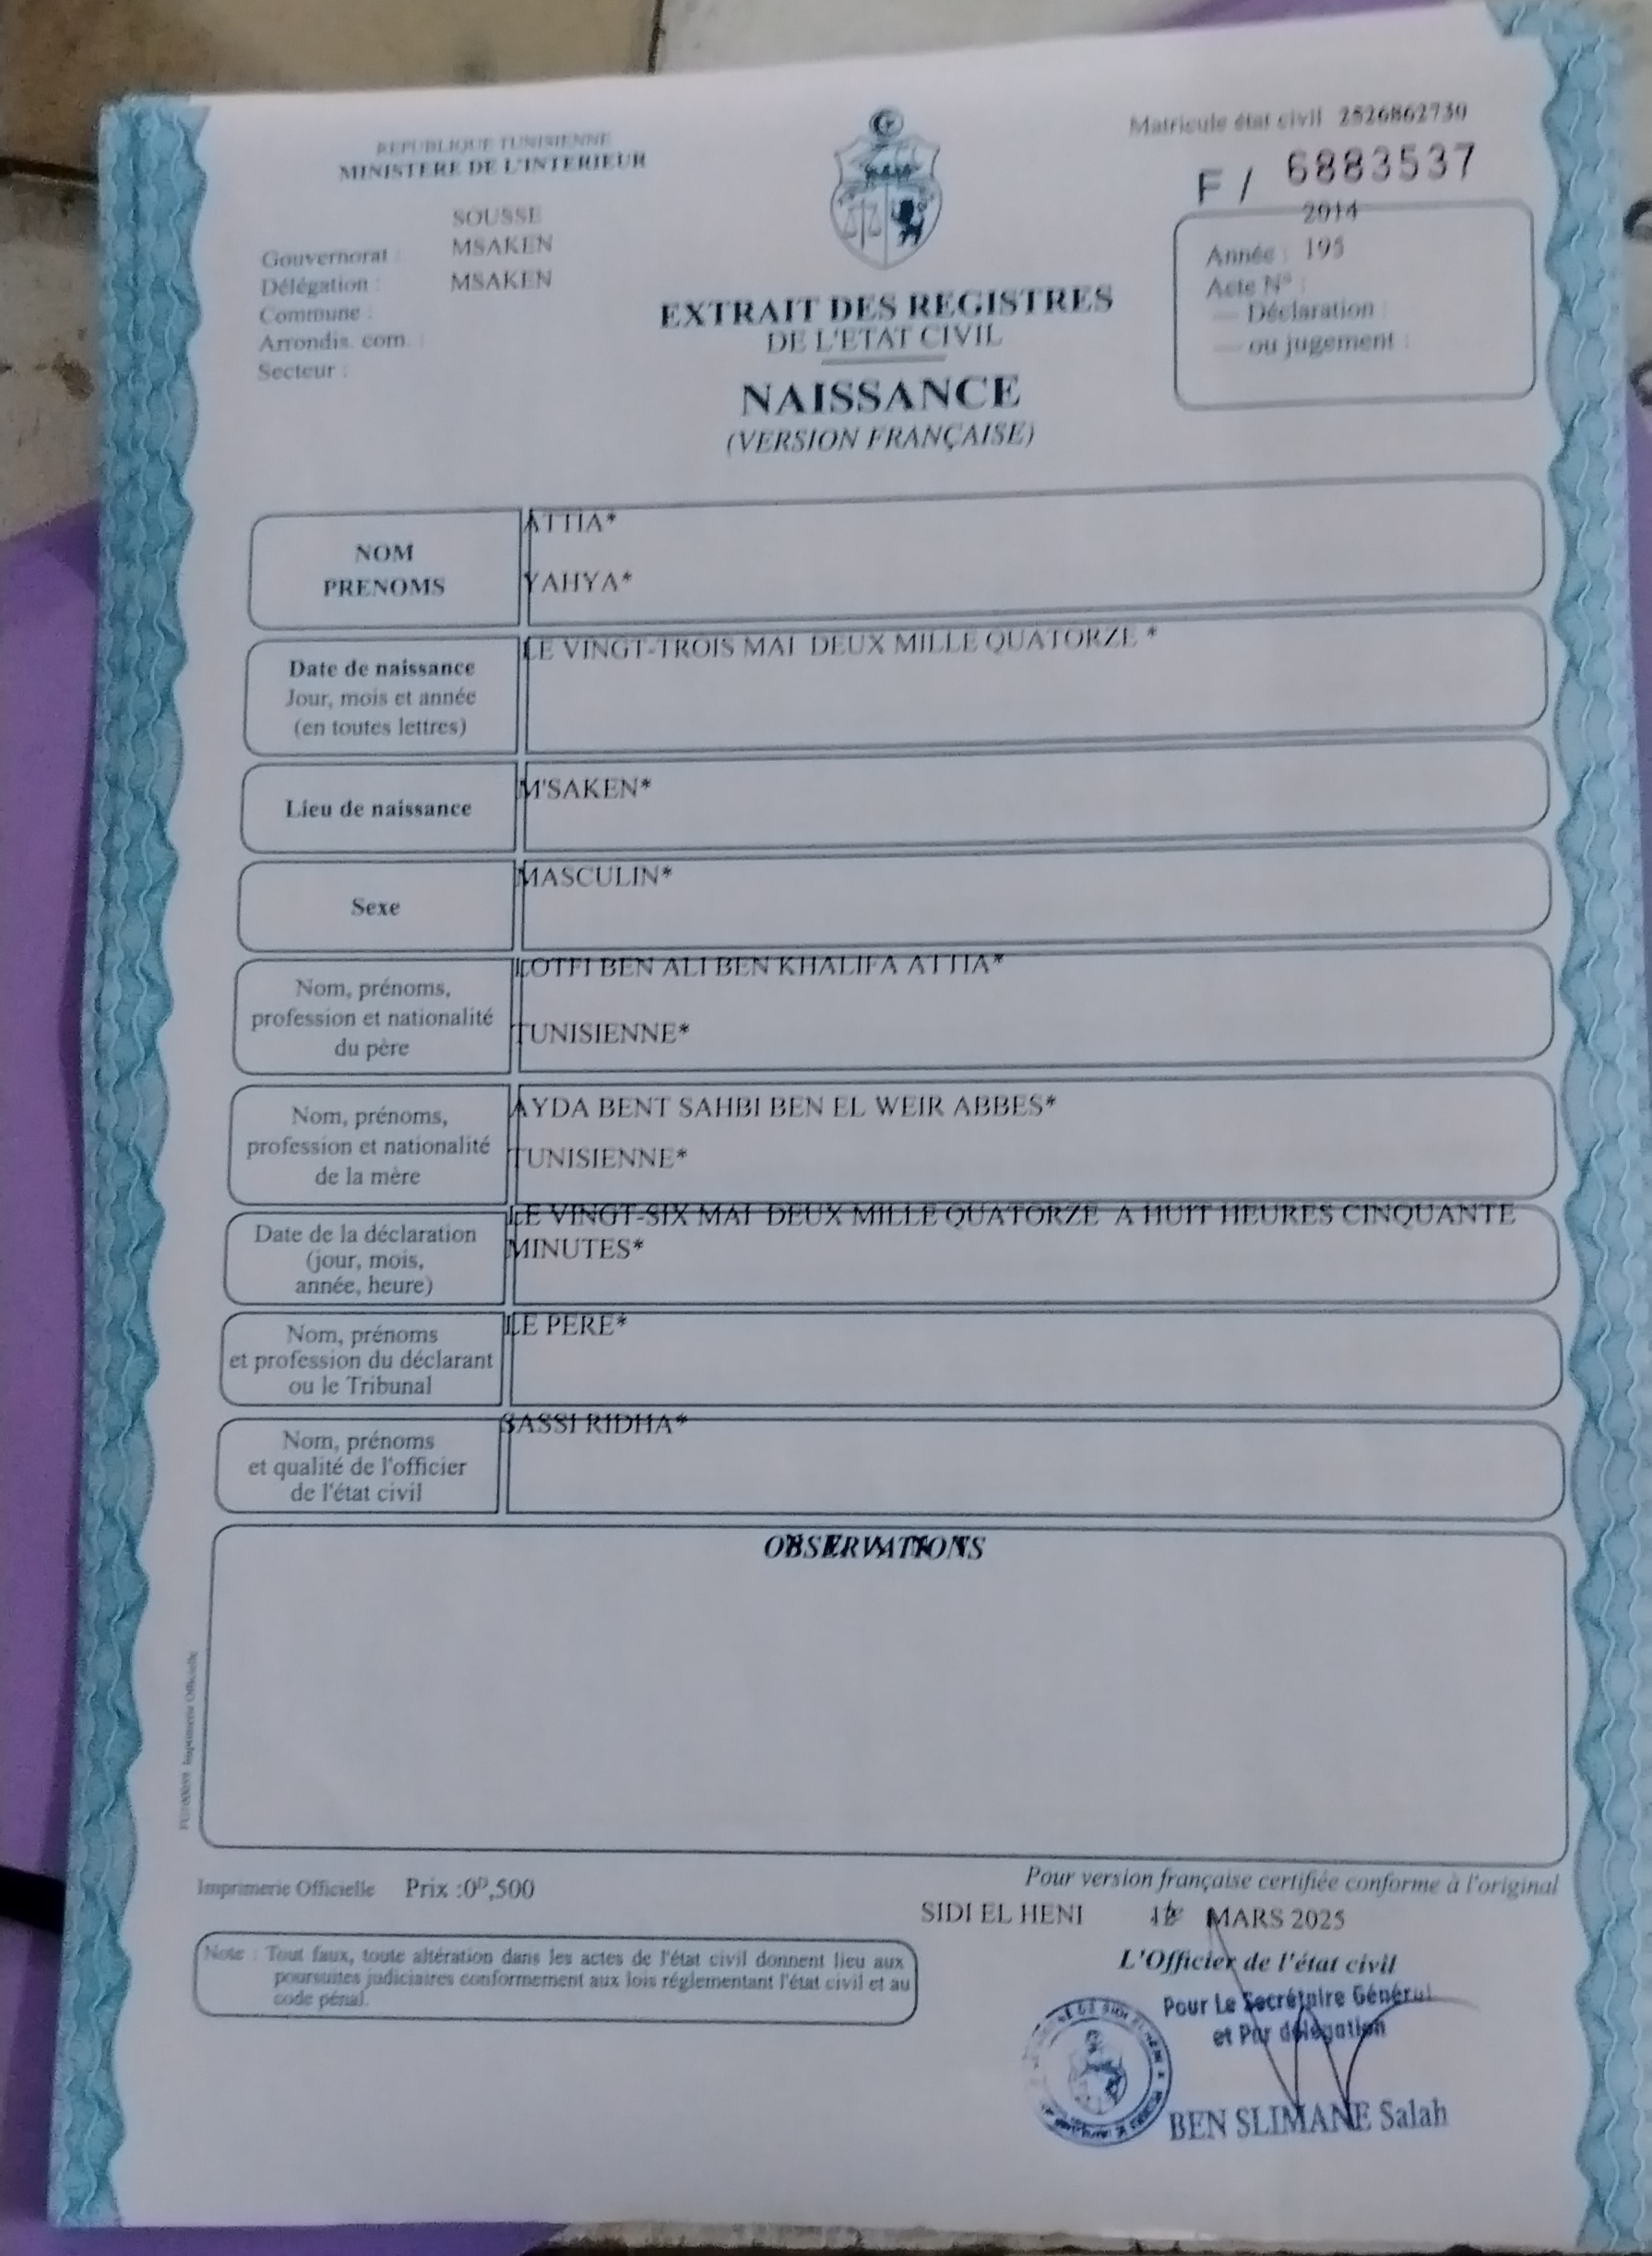 REPUBLIQUE TUNISIENNE
MINISTERE DE L'INTERIEUR
SOUSSE
Gouvernorat : MSAKEN
Délégation : MSAKEN
Commune :
Arrondis. com. :
Secteur :
Matricule état civil 2526862730
F / 6883537
2014
Année : 195
Acte N° :
— Déclaration :
— ou jugement :
EXTRAIT DES REGISTRES
DE L'ETAT CIVIL
NAISSANCE
(VERSION FRANÇAISE)
NOM
PRENOMS
ATTIA*
YAHYA*
Date de naissance
Jour, mois et année
(en toutes lettres)
LE VINGT-TROIS MAI DEUX MILLE QUATORZE *
Lieu de naissance
M'SAKEN*
Sexe
MASCULIN*
Nom, prénoms,
profession et nationalité
du père
LOTFI BEN ALI BEN KHALIFA ATTIA*
TUNISIENNE*
Nom, prénoms,
profession et nationalité
de la mère
AYDA BENT SAHBI BEN EL WEIR ABBES*
TUNISIENNE*
Date de la déclaration
(jour, mois,
année, heure)
LE VINGT-SIX MAI DEUX MILLE QUATORZE A HUIT HEURES CINQUANTE
MINUTES*
Nom, prénoms
et profession du déclarant
ou le Tribunal
LE PERE*
Nom, prénoms
et qualité de l'officier
de l'état civil
SASSI RIDHA*
OBSERVATIONS
Imprimerie Officielle
Imprimerie Officielle Prix :0ᴰ,500
Pour version française certifiée conforme à l'original
SIDI EL HENI MARS 2025
Note : Tout faux, toute altération dans les actes de l'état civil donnent lieu aux
poursuites judiciaires conformement aux lois réglementant l'état civil et au
code pénal.
L'Officier de l'état civil
Pour Le Secrétaire Général
et Par délégation
BEN SLIMANE Salah